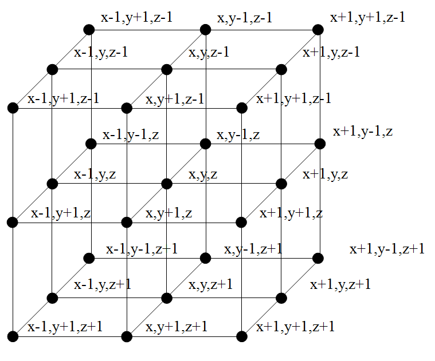 x-1,y+1,z-1 x,y-1,z-1 x+1,y+1,z-1
x-1,y,z-1 x,y,z-1 x+1,y,z-1
x-1,y+1,z-1 x,y+1,z-1 x+1,y+1,z-1
x-1,y-1,z x,y-1,z x+1,y-1,z
x-1,y,z x,y,z x+1,y,z
x-1,y+1,z x,y+1,z x+1,y+1,z
x-1,y-1,z+1 x,y-1,z+1 x+1,y-1,z+1
x-1,y,z+1 x,y,z+1 x+1,y,z+1
x-1,y+1,z+1 x,y+1,z+1 x+1,y+1,z+1